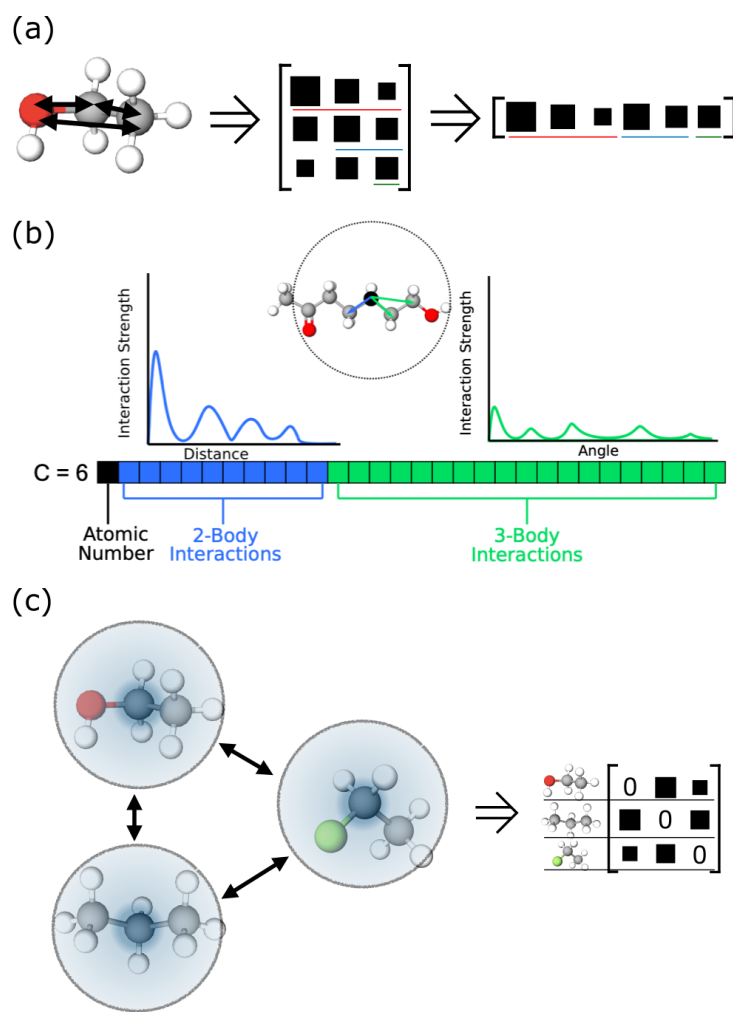 (a)
(b)
Interaction Strength
Interaction Strength
Distance
Angle
C = 6
Atomic
Number
2-Body
Interactions
3-Body
Interactions
(c)
0
0
0